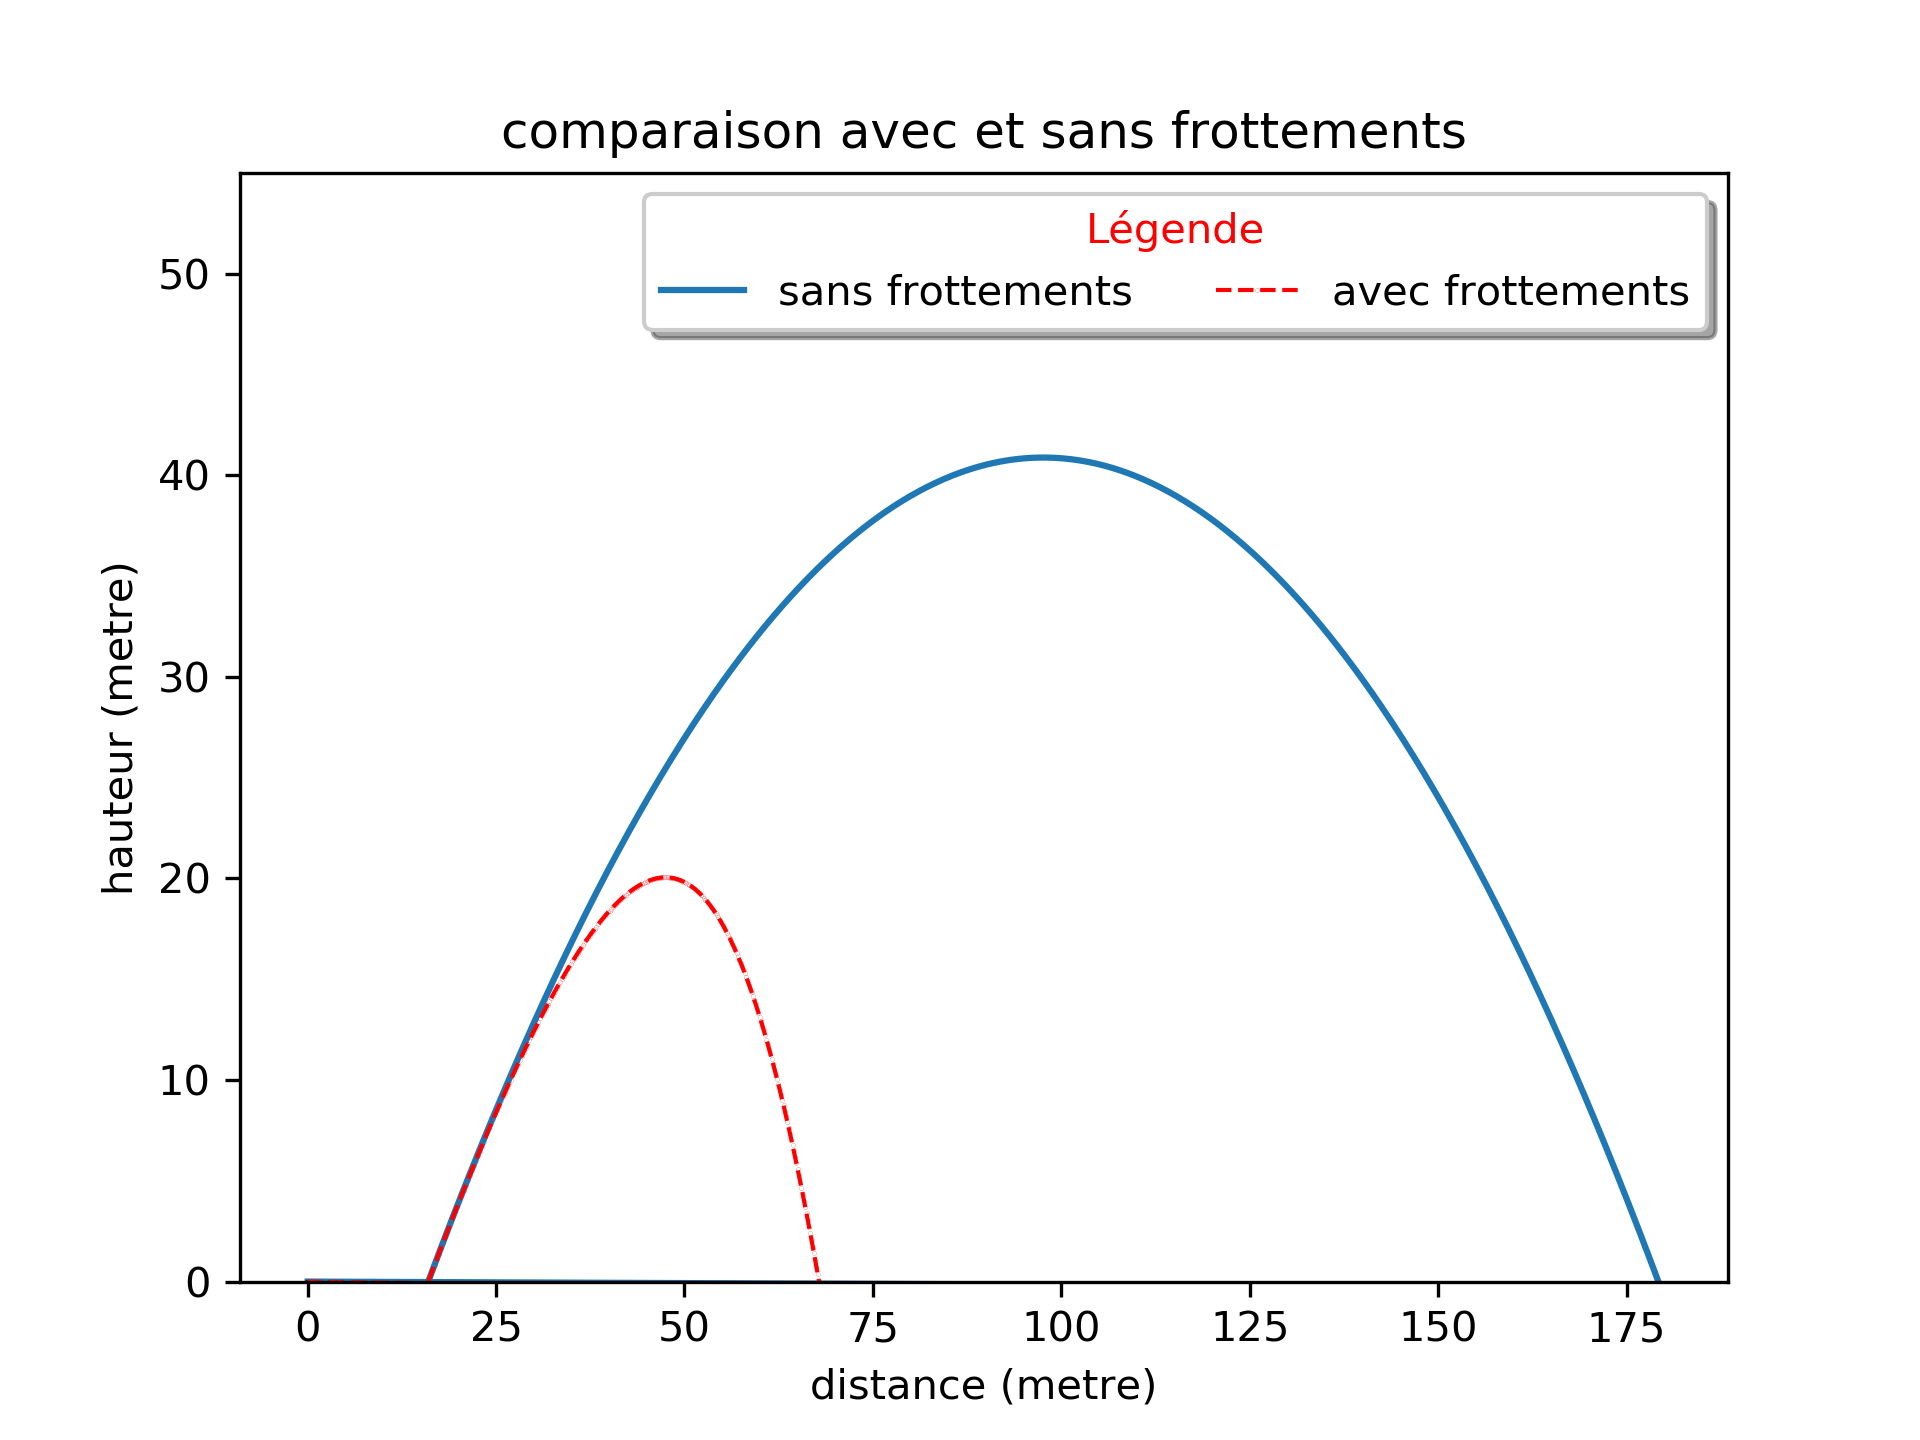 comparaison avec et sans frottements
Légende
sans frottements avec frottements
50
40
30
20
10
0
hauteur (metre)
0 25 50 75 100 125 150 175
distance (metre)